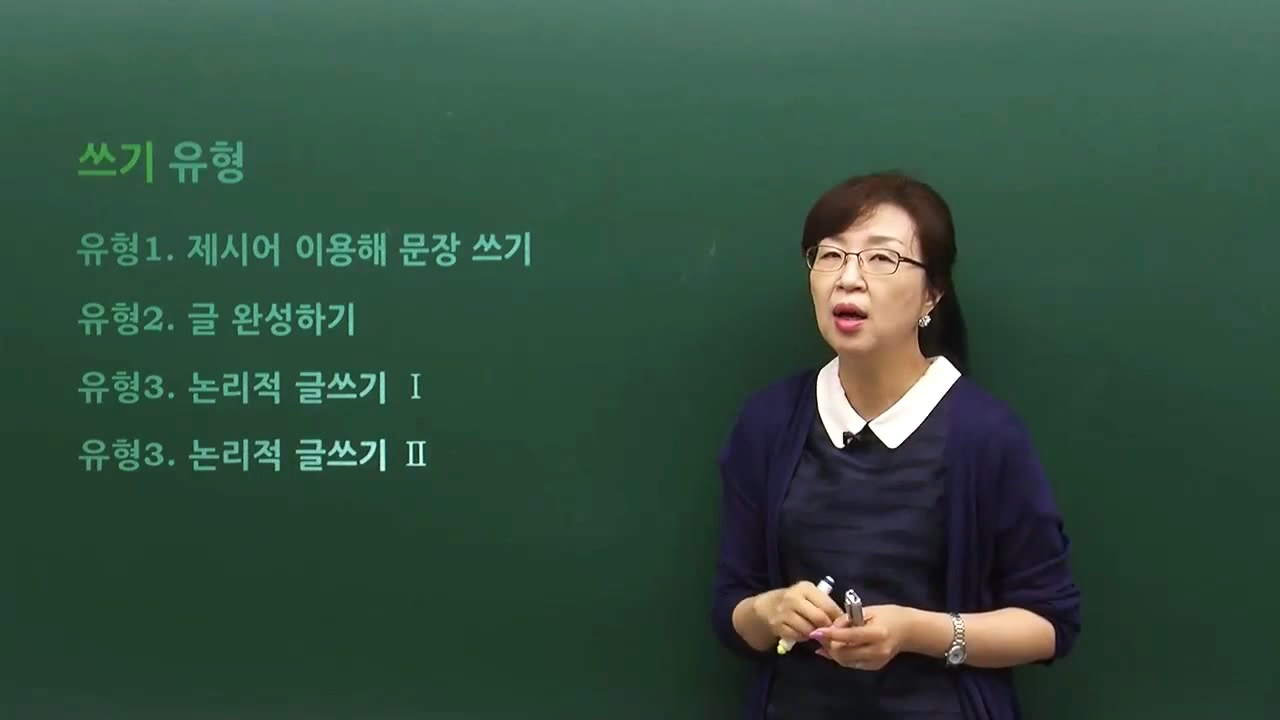 쓰기 유형
유형1. 제시어 이용해 문장 쓰기
유형2. 글 완성하기
유형3. 논리적 글쓰기 Ⅰ
유형3. 논리적 글쓰기 Ⅱ